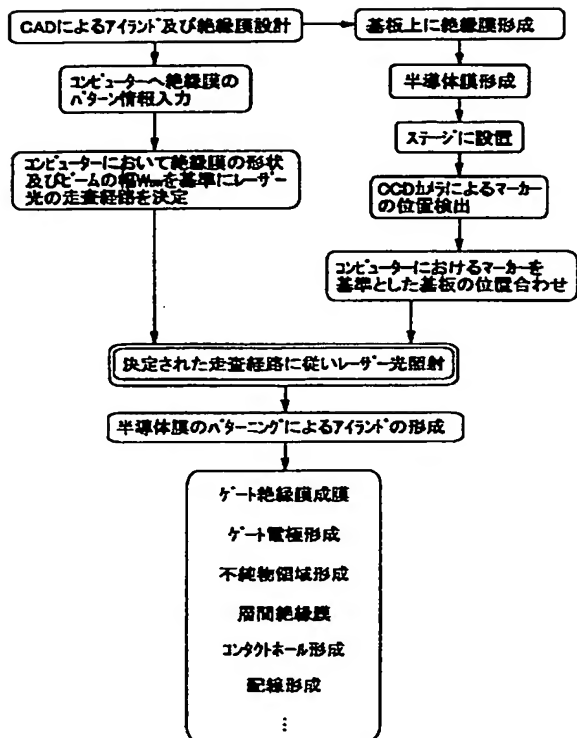 CADによるアイランド及び絶縁膜設計
基板上に絶縁膜形成
コンピューターへ絶縁膜の
パターン情報入力
半導体膜形成
ステージに設置
コンピューターにおいて絶縁膜の形状
及びビームの幅Wを基準にレーザー
光の走査経路を決定
CCDカメラによるマーカー
の位置検出
コンピューターにおけるマーカーを
基準とした基板の位置合わせ
決定された走査経路に従いレーザー光照射
半導体膜のパターニングによるアイランドの形成
ゲート絶縁膜成膜
ゲート電極形成
不純物領域形成
層間絶縁膜
コンタクトホール形成
配線形成
⋮